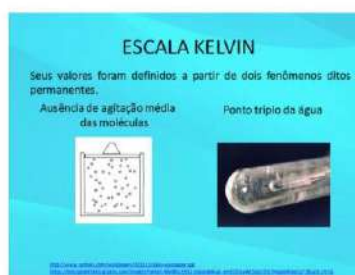 ESCALA KELVIN
Seus valores foram definidos a partir de dois fenômenos ditos
permanentes.
Ausência de agitação média
das moléculas
Ponto triplo da água